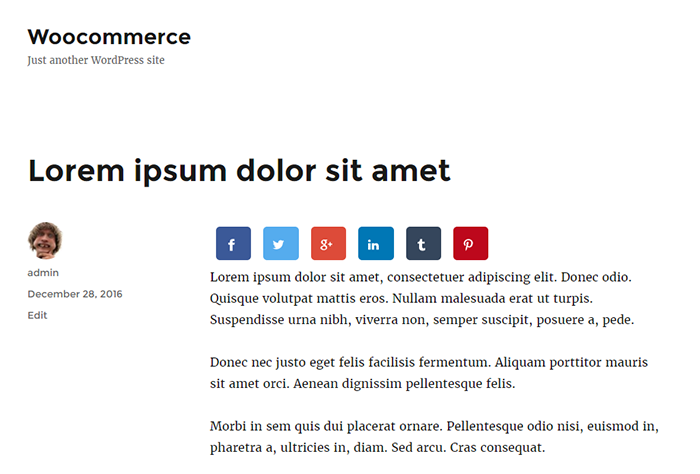 Woocommerce
Just another WordPress site
Lorem ipsum dolor sit amet
admin
December 28, 2016
Edit
f g+ in t
Lorem ipsum dolor sit amet, consectetuer adipiscing elit. Donec odio.
Quisque volutpat mattis eros. Nullam malesuada erat ut turpis.
Suspendisse urna nibh, viverra non, semper suscipit, posuere a, pede.
Donec nec justo eget felis facilisis fermentum. Aliquam porttitor mauris
sit amet orci. Aenean dignissim pellentesque felis.
Morbi in sem quis dui placerat ornare. Pellentesque odio nisi, euismod in,
pharetra a, ultricies in, diam. Sed arcu. Cras consequat.